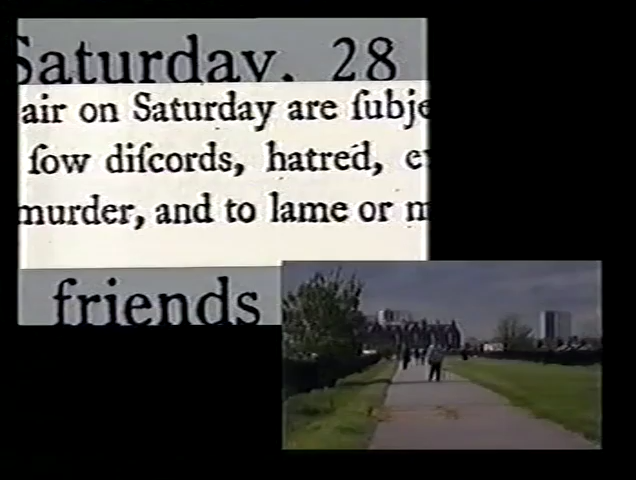 Saturday, 28
air on Saturday are ſubje
ſow diſcords, hatred, e
murder, and to lame or m
friends